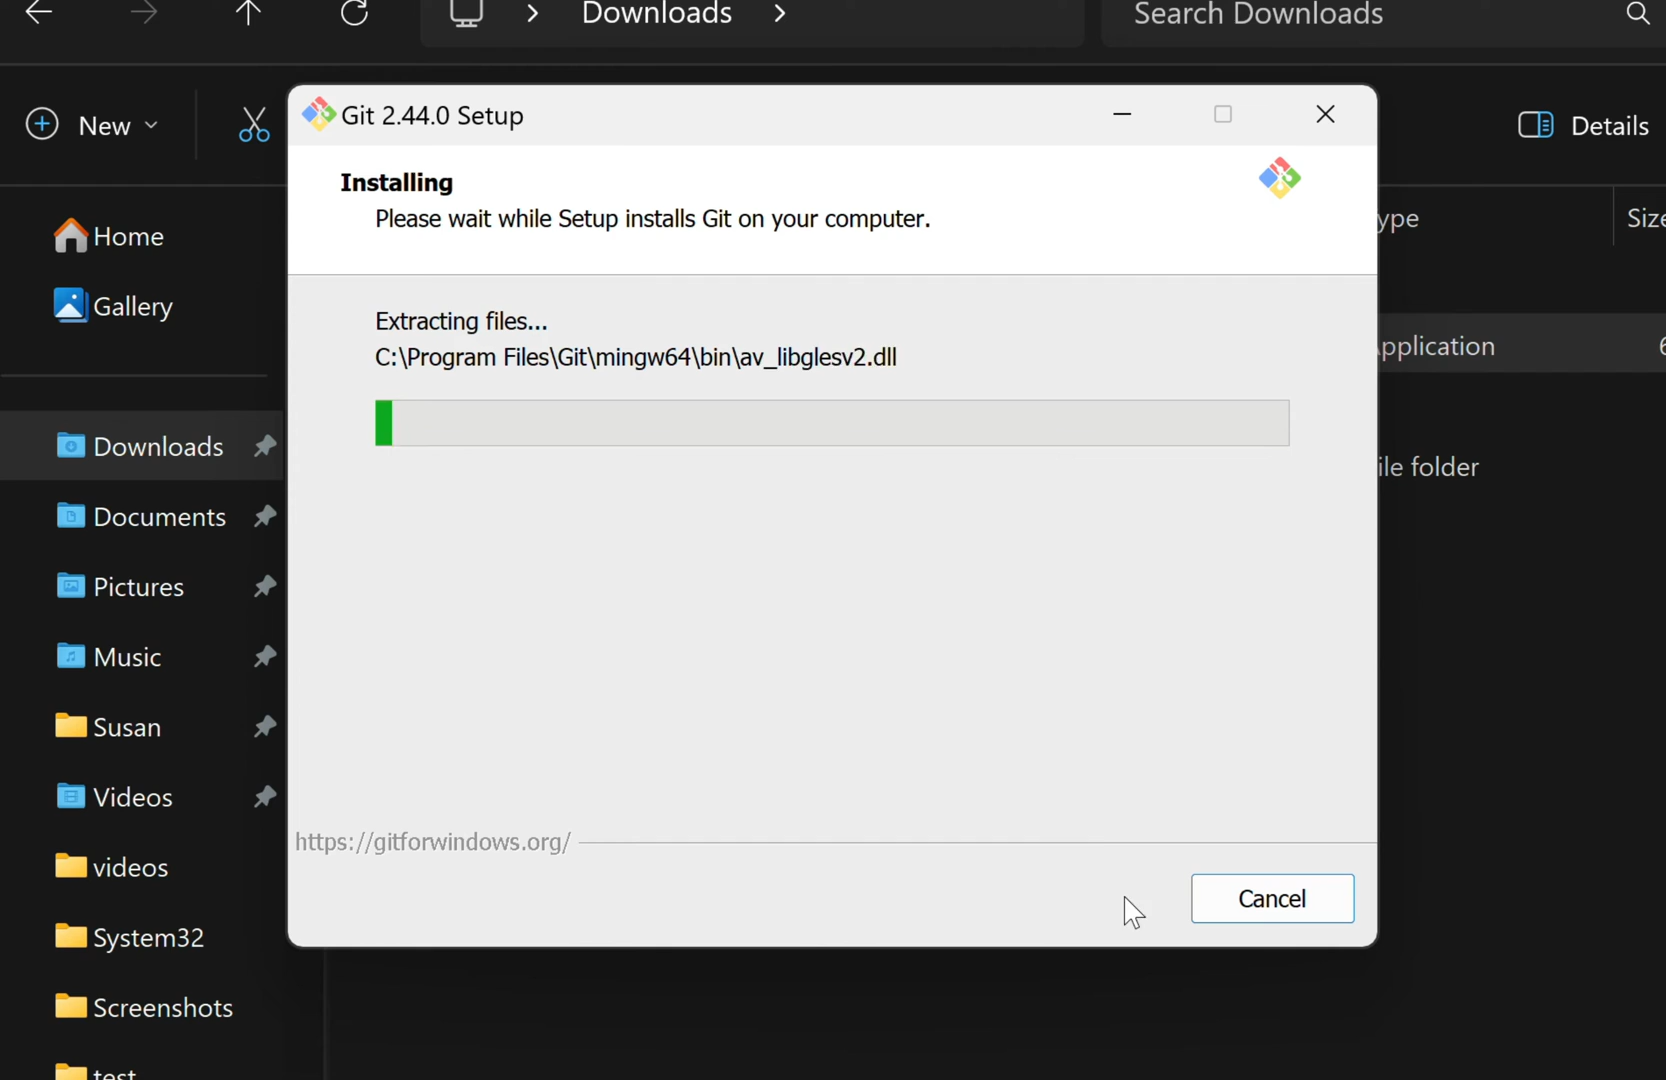 Downloads
Search Downloads
New
Details
Git 2.44.0 Setup
Installing
Please wait while Setup installs Git on your computer.
ype
Size
Home
Gallery
Extracting files...
C:\Program Files\Git\mingw64\bin\av_libglesv2.dll
pplication
6
ile folder
Downloads
Documents
Pictures
Music
Susan
Videos
videos
System32
Screenshots
test
https://gitforwindows.org/
Cancel